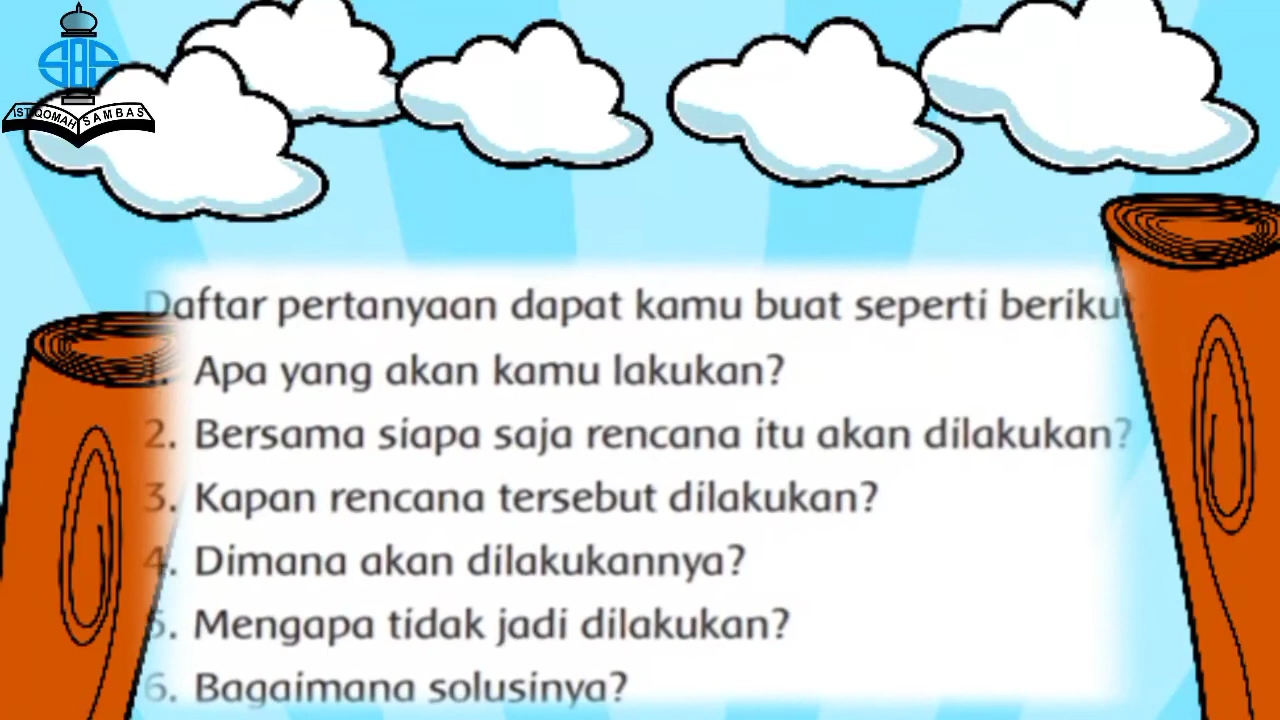 SAS
ISTIQOMAH SAMBAS
Daftar pertanyaan dapat kamu buat seperti berikut
1. Apa yang akan kamu lakukan?
2. Bersama siapa saja rencana itu akan dilakukan?
3. Kapan rencana tersebut dilakukan?
4. Dimana akan dilakukannya?
5. Mengapa tidak jadi dilakukan?
6. Bagaimana solusinya?